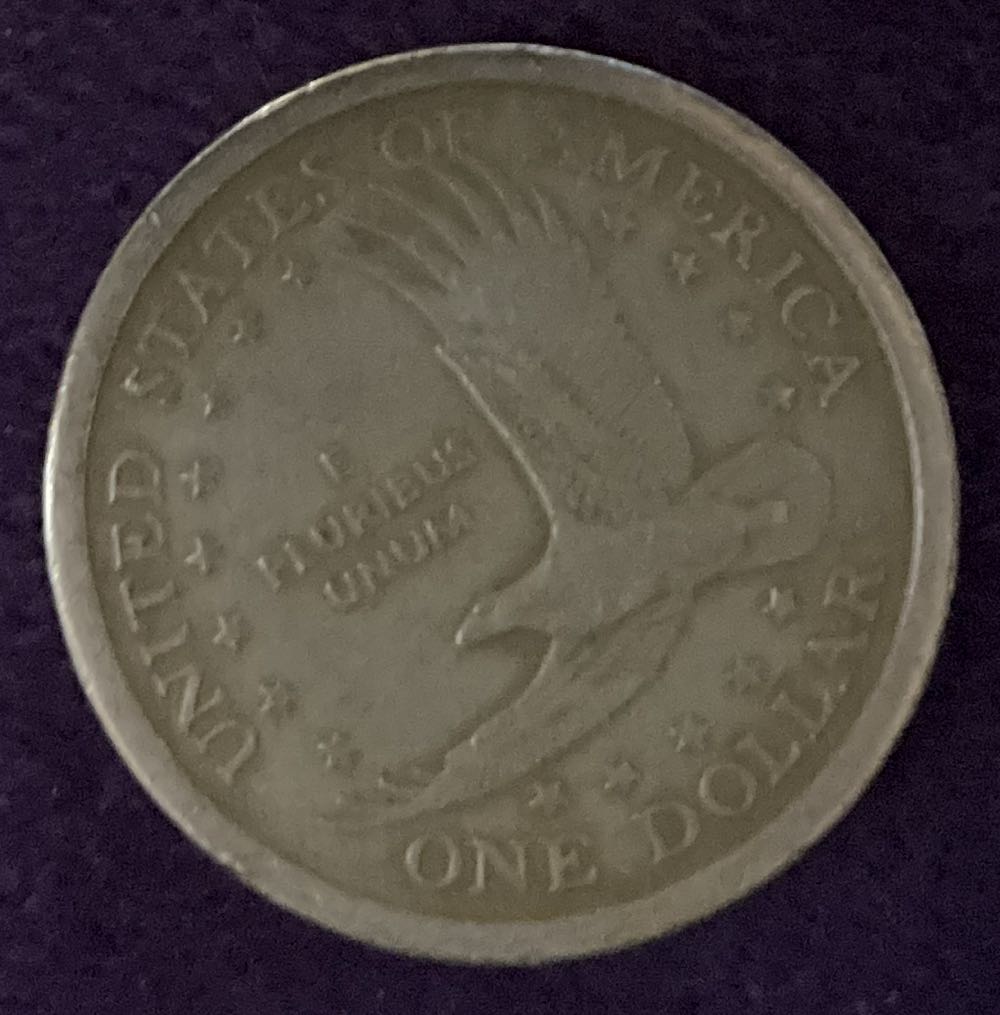 UNITED STATES OF AMERICA
E
PLURIBUS
UNUM
ONE DOLLAR